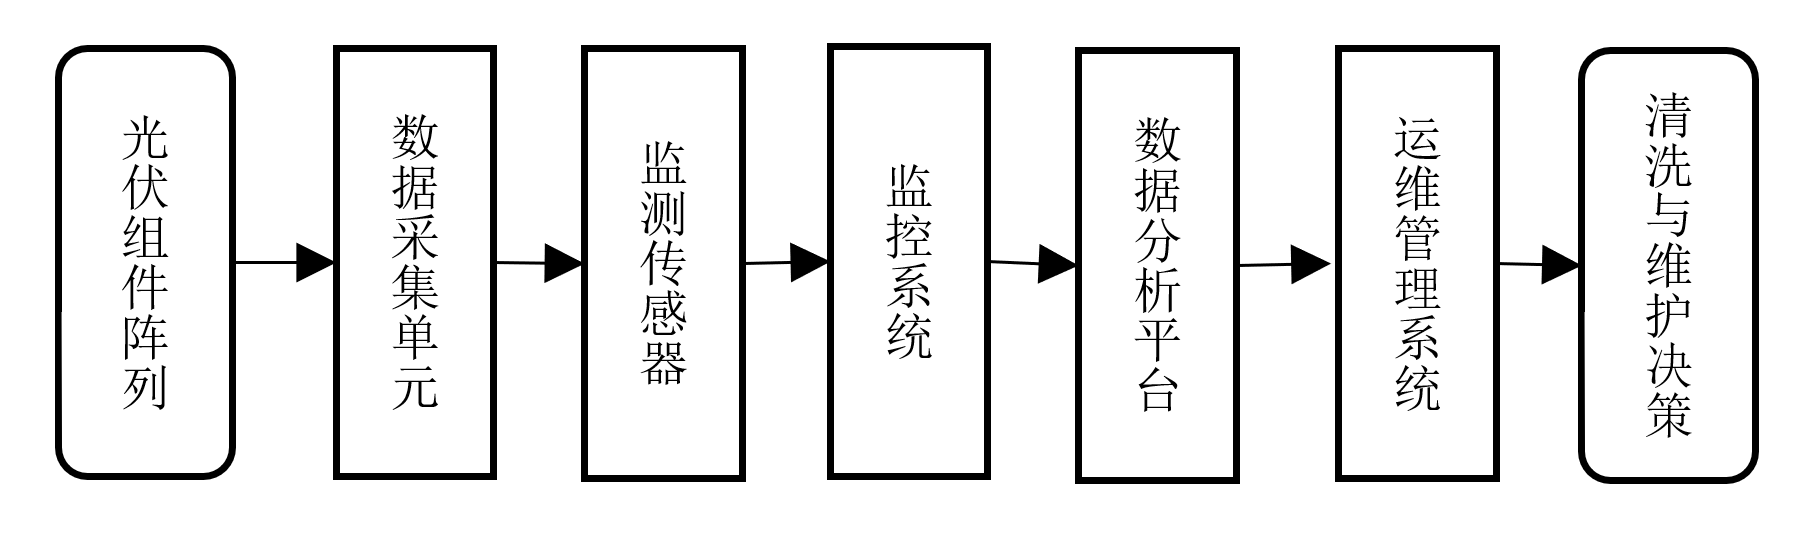 光伏组件阵列
数据采集单元
监测传感器
监控系统
数据分析平台
运维管理系统
清洗与维护决策